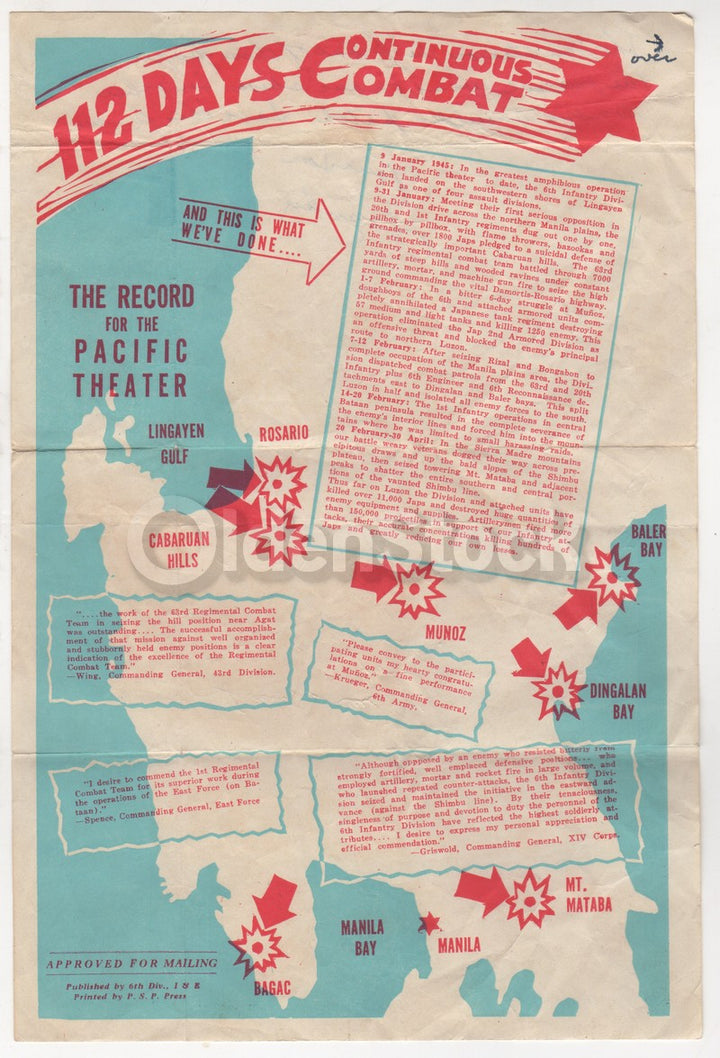 over
112 DAYS CONTINUOUS COMBAT
AND THIS IS WHAT
WE'VE DONE....
9 January 1945: In the greatest amphibious operation
in the Pacific theater to date, the 6th Infantry Divi-
sion landed on the southwestern shores of Lingayen
Gulf as one of four assault divisions.
9-31 January: Meeting their first serious opposition in
the Division drive across the northern Manila plains, the
20th and 1st Infantry regiments dug out one by one,
pillbox by pillbox, with flame throwers, bazookas and
grenades, over 1800 Japs pledged to a suicidal defense of
the strategically important Cabaruan hills. The 63rd
Infantry regimental combat team battled through 7000
yards of steep hills and wooded ravines under constant
artillery, mortar, and machine gun fire to seize the high
ground commanding the vital Damortis-Rosario highway.
1-7 February: In a bitter 6-day struggle at Muñoz,
doughboys of the 6th and attached armored units com-
pletely annihilated a Japanese tank regiment destroying
57 medium and light tanks and killing 1250 enemy. This
operation eliminated the Jap 2nd Armored Division as
an offensive threat and blocked the enemy's principal
route to northern Luzon.
7-12 February: After seizing Rizal and Bongabon to
complete occupation of the Manila plains area, the Divi-
sion dispatched combat patrols from the 63rd and 20th
Infantry plus 6th Engineer and 6th Reconnaissance de-
tachments east to Dingalan and Baler bays. This split
Luzon in half and isolated all enemy forces to the south.
14-20 February: The 1st Infantry operations in central
Bataan peninsula resulted in the complete severance of
the enemy's interior lines and forced him into the moun-
tains where he was limited to small harassing raids.
20 February-30 April: In the Sierra Madre mountains
our battle weary veterans dogged their way across pre-
cipitous draws and up the bald slopes of the Shimbu
plateau, then seized towering Mt. Mataba and adjacent
peaks to shatter the entire southern and central por-
tions of the vaunted Shimbu line.
Thus far on Luzon the Division and attached units have
killed over 11,000 Japs and destroyed huge quantities of
enemy equipment and supplies. Artillerymen fired more
than 150,000 projectiles in support of our Infantry at-
tacks, their accurate concentrations killing hundreds of
Japs and greatly reducing our own losses.
THE RECORD
FOR THE
PACIFIC
THEATER
LINGAYEN
GULF
ROSARIO
CABARUAN
HILLS
OldenStock
BALER
BAY
MUNOZ
DINGALAN
BAY
"....the work of the 63rd Regimental Combat
Team in seizing the hill position near Agat
was outstanding.... The successful accomplish-
ment of that mission against well organized
and stubbornly held enemy positions is a clear
indication of the excellence of the Regimental
Combat Team."
—Wing, Commanding General, 43rd Division.
"Please convey to the partici-
pating units my hearty congratu-
lations on a fine performance
at Muñoz."
—Krueger, Commanding General,
6th Army.
"I desire to commend the 1st Regimental
Combat Team for its superior work during
the operations of the East Force (on Ba-
taan)."
—Spence, Commanding General, East Force
"Although opposed by an enemy who resisted bitterly from
strongly fortified, well emplaced defensive positions... who
employed artillery, mortar and rocket fire in large volume, and
who launched repeated counter-attacks, the 6th Infantry Divi-
sion seized and maintained the initiative in the eastward ad-
vance (against the Shimbu line). By their tenaciousness,
singleness of purpose and devotion to duty the personnel of the
6th Infantry Division have reflected the highest soldierly at-
tributes.... I desire to express my personal appreciation and
official commendation."
—Griswold, Commanding General, XIV Corps.
MT.
MATABA
MANILA
BAY
MANILA
BAGAC
APPROVED FOR MAILING
Published by 6th Div., I & E
Printed by P. S. P. Press